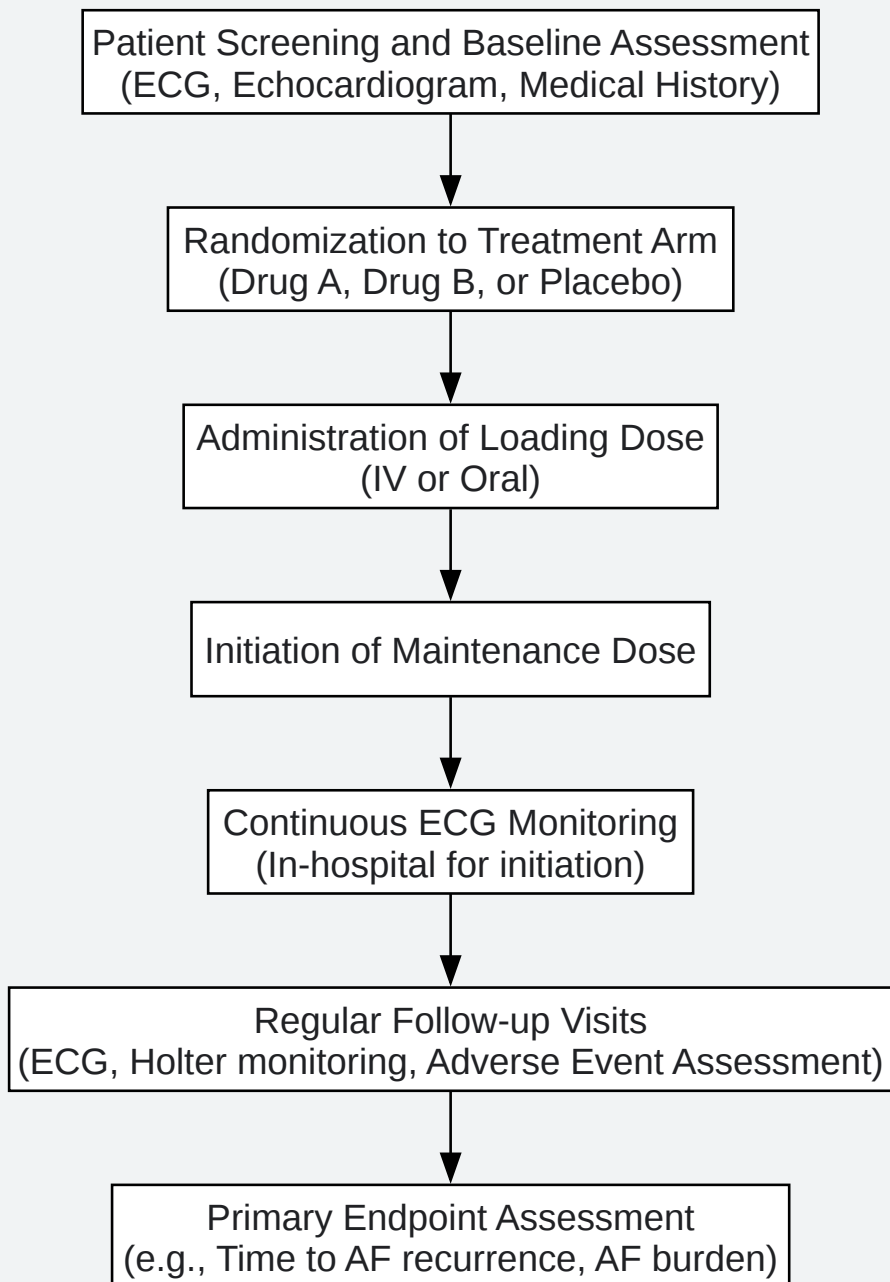 Patient Screening and Baseline Assessment
(ECG, Echocardiogram, Medical History)
Randomization to Treatment Arm
(Drug A, Drug B, or Placebo)
Administration of Loading Dose
(IV or Oral)
Initiation of Maintenance Dose
Continuous ECG Monitoring
(In-hospital for initiation)
Regular Follow-up Visits
(ECG, Holter monitoring, Adverse Event Assessment)
Primary Endpoint Assessment
(e.g., Time to AF recurrence, AF burden)